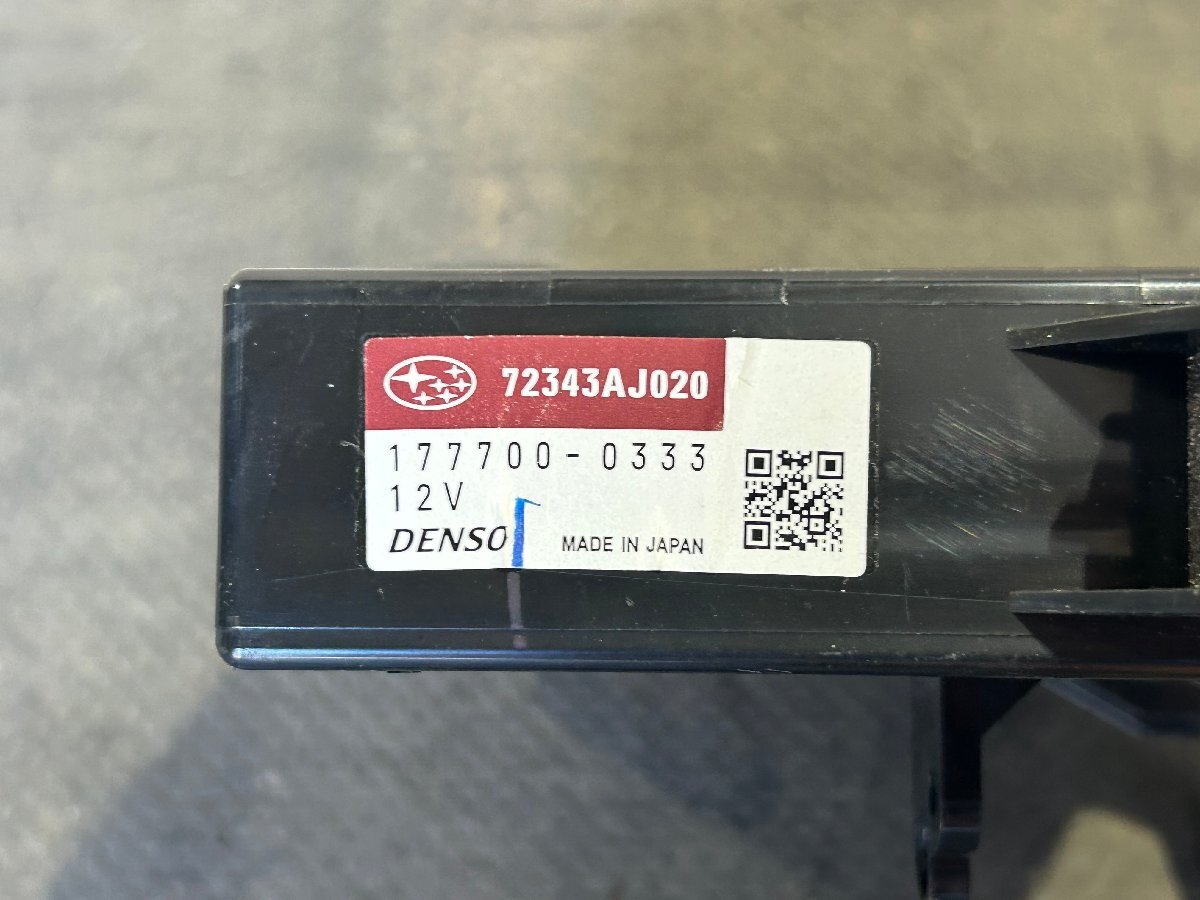 72343AJ020
177700-0333
12V
DENSO
MADE IN JAPAN